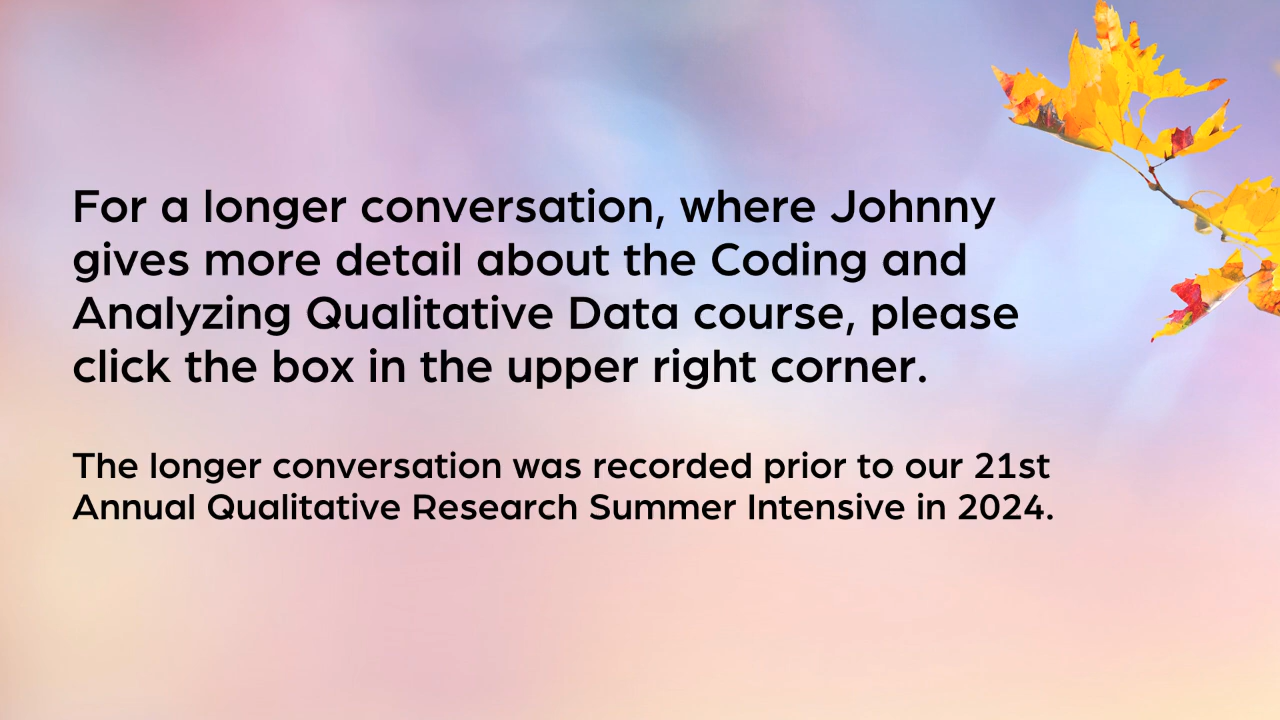 For a longer conversation, where Johnny
gives more detail about the Coding and
Analyzing Qualitative Data course, please
click the box in the upper right corner.
The longer conversation was recorded prior to our 21st
Annual Qualitative Research Summer Intensive in 2024.